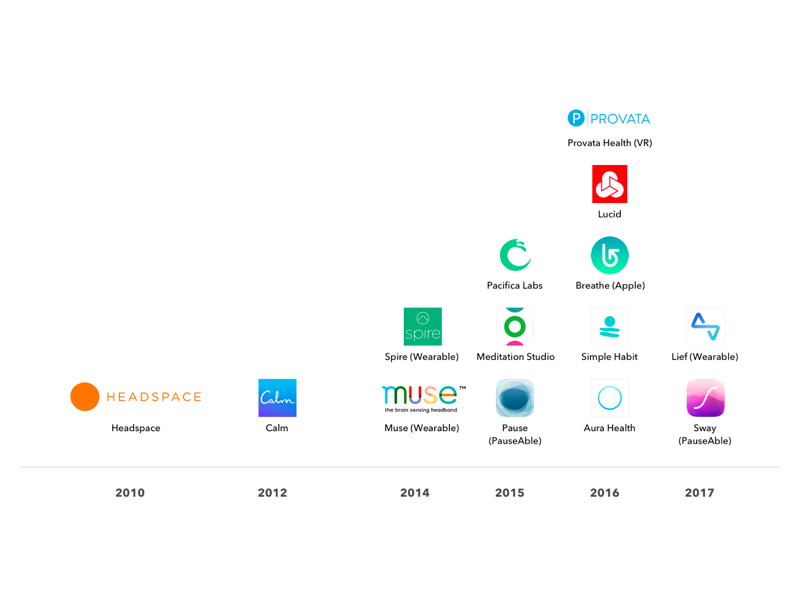 P PROVATA
Provata Health (VR)
Lucid
Pacifica Labs
Breathe (Apple)
spire
Spire (Wearable)
Meditation Studio
Simple Habit
Lief (Wearable)
HEADSPACE
Calm
muse™
the brain sensing headband
Headspace
Calm
Muse (Wearable)
Pause
(PauseAble)
Aura Health
Sway
(PauseAble)
2010
2012
2014
2015
2016
2017